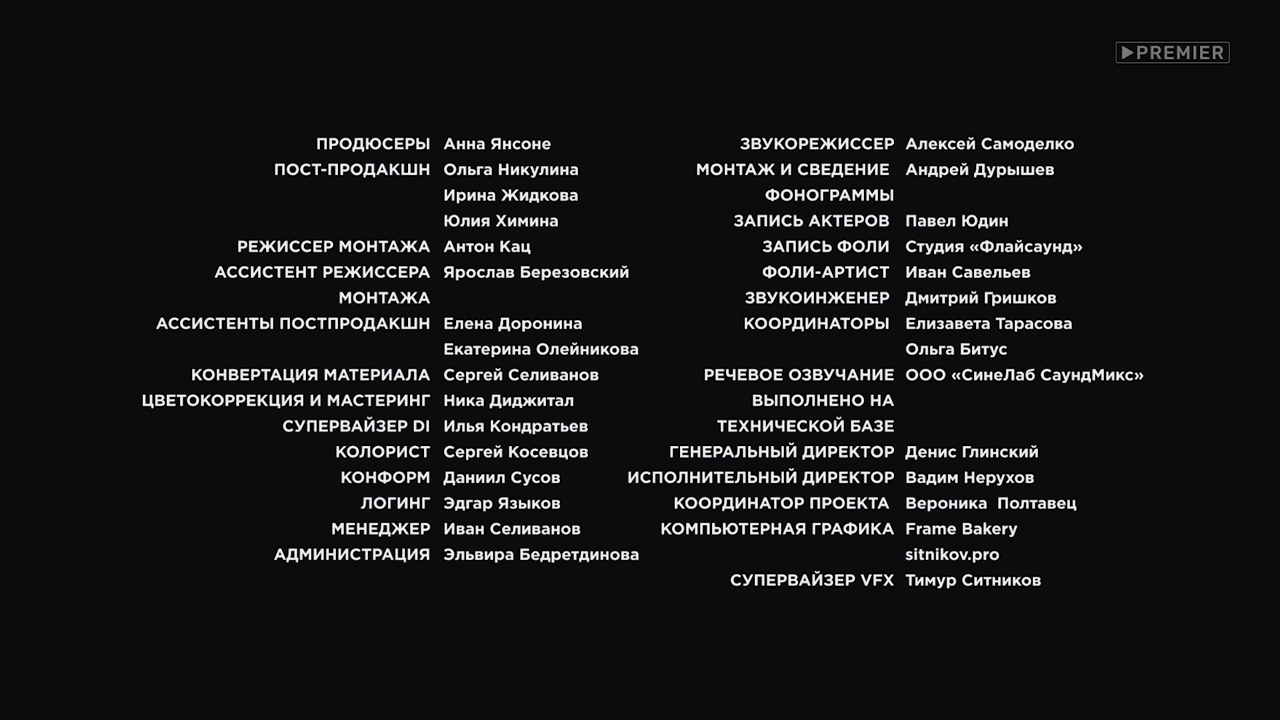 PREMIER
ПРОДЮСЕРЫ Анна Янсоне
ПОСТ-ПРОДАКШН Ольга Никулина
Ирина Жидкова
Юлия Химина
РЕЖИССЕР МОНТАЖА Антон Кац
АССИСТЕНТ РЕЖИССЕРА Ярослав Березовский
МОНТАЖА
АССИСТЕНТЫ ПОСТПРОДАКШН Елена Доронина
Екатерина Олейникова
КОНВЕРТАЦИЯ МАТЕРИАЛА Сергей Селиванов
ЦВЕТОКОРРЕКЦИЯ И МАСТЕРИНГ Ника Диджитал
СУПЕРВАЙЗЕР DI Илья Кондратьев
КОЛОРИСТ Сергей Косевцов
КОНФОРМ Даниил Сусов
ЛОГИНГ Эдгар Языков
МЕНЕДЖЕР Иван Селиванов
АДМИНИСТРАЦИЯ Эльвира Бедретдинова
ЗВУКОРЕЖИССЕР Алексей Самоделко
МОНТАЖ И СВЕДЕНИЕ Андрей Дурышев
ФОНОГРАММЫ
ЗАПИСЬ АКТЕРОВ Павел Юдин
ЗАПИСЬ ФОЛИ Студия «Флайсаунд»
ФОЛИ-АРТИСТ Иван Савельев
ЗВУКОИНЖЕНЕР Дмитрий Гришков
КООРДИНАТОРЫ Елизавета Тарасова
Ольга Битус
РЕЧЕВОЕ ОЗВУЧАНИЕ ООО «СинеЛаб СаундМикс»
ВЫПОЛНЕНО НА
ТЕХНИЧЕСКОЙ БАЗЕ
ГЕНЕРАЛЬНЫЙ ДИРЕКТОР Денис Глинский
ИСПОЛНИТЕЛЬНЫЙ ДИРЕКТОР Вадим Нерухов
КООРДИНАТОР ПРОЕКТА Вероника Полтавец
КОМПЬЮТЕРНАЯ ГРАФИКА Frame Bakery
sitnikov.pro
СУПЕРВАЙЗЕР VFX Тимур Ситников